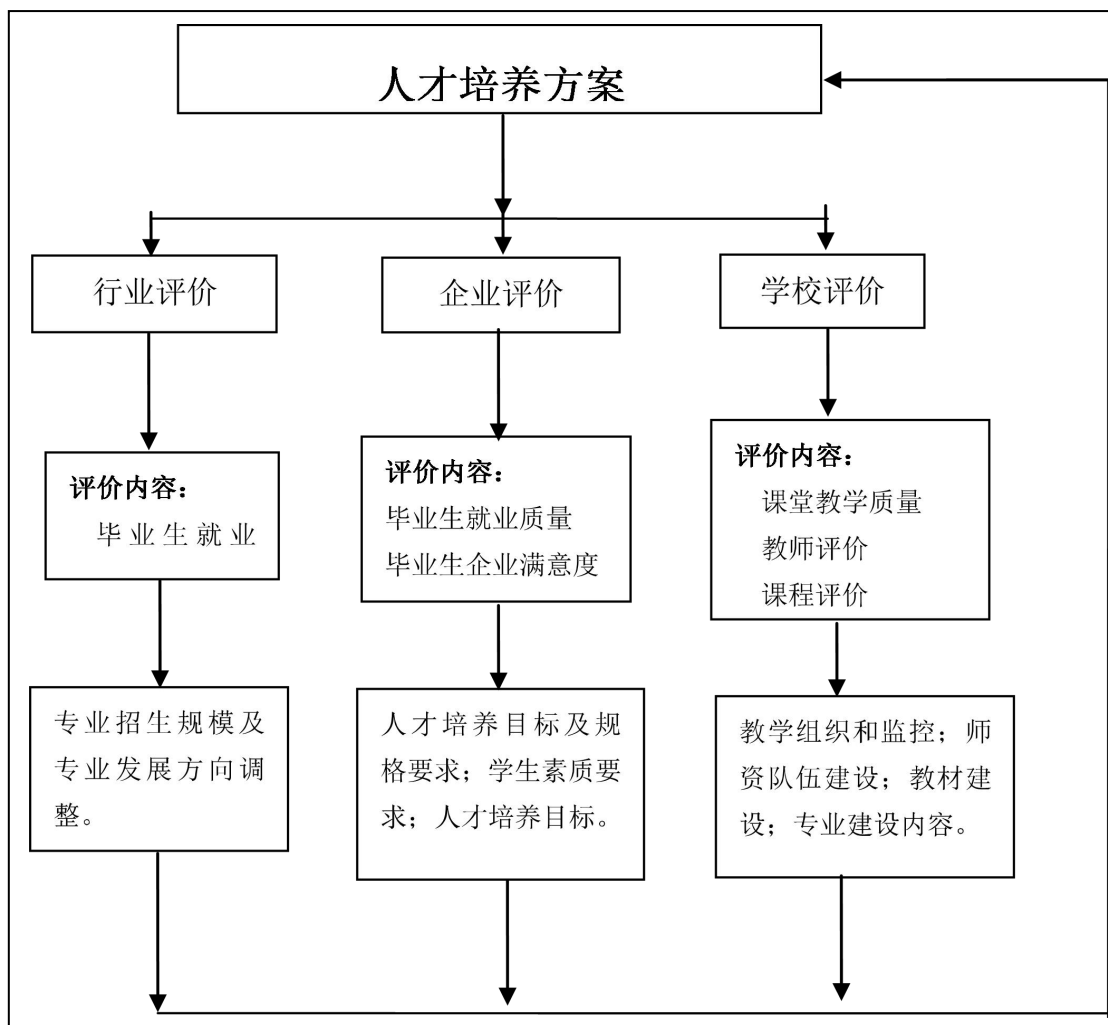 人才培养方案
行业评价
企业评价
学校评价
评价内容：
毕业生就业
评价内容：
毕业生就业质量
毕业生企业满意度
评价内容：
课堂教学质量
教师评价
课程评价
专业招生规模及
专业发展方向调
整。
人才培养目标及规
格要求；学生素质要
求；人才培养目标。
教学组织和监控；师
资队伍建设；教材建
设；专业建设内容。